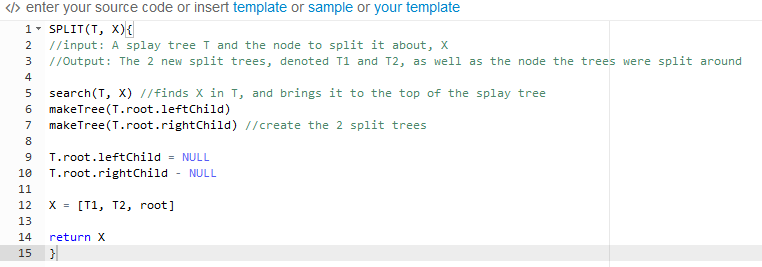 </> enter your source code or insert template or sample or your template
1 SPLIT(T, X){
2 //input: A splay tree T and the node to split it about, X
3 //Output: The 2 new split trees, denoted T1 and T2, as well as the node the trees were split around
4
5 search(T, X) //finds X in T, and brings it to the top of the splay tree
6 makeTree(T.root.leftChild)
7 makeTree(T.root.rightChild) //create the 2 split trees
8
9 T.root.leftChild = NULL
10 T.root.rightChild - NULL
11
12 X = [T1, T2, root]
13
14 return X
15 }